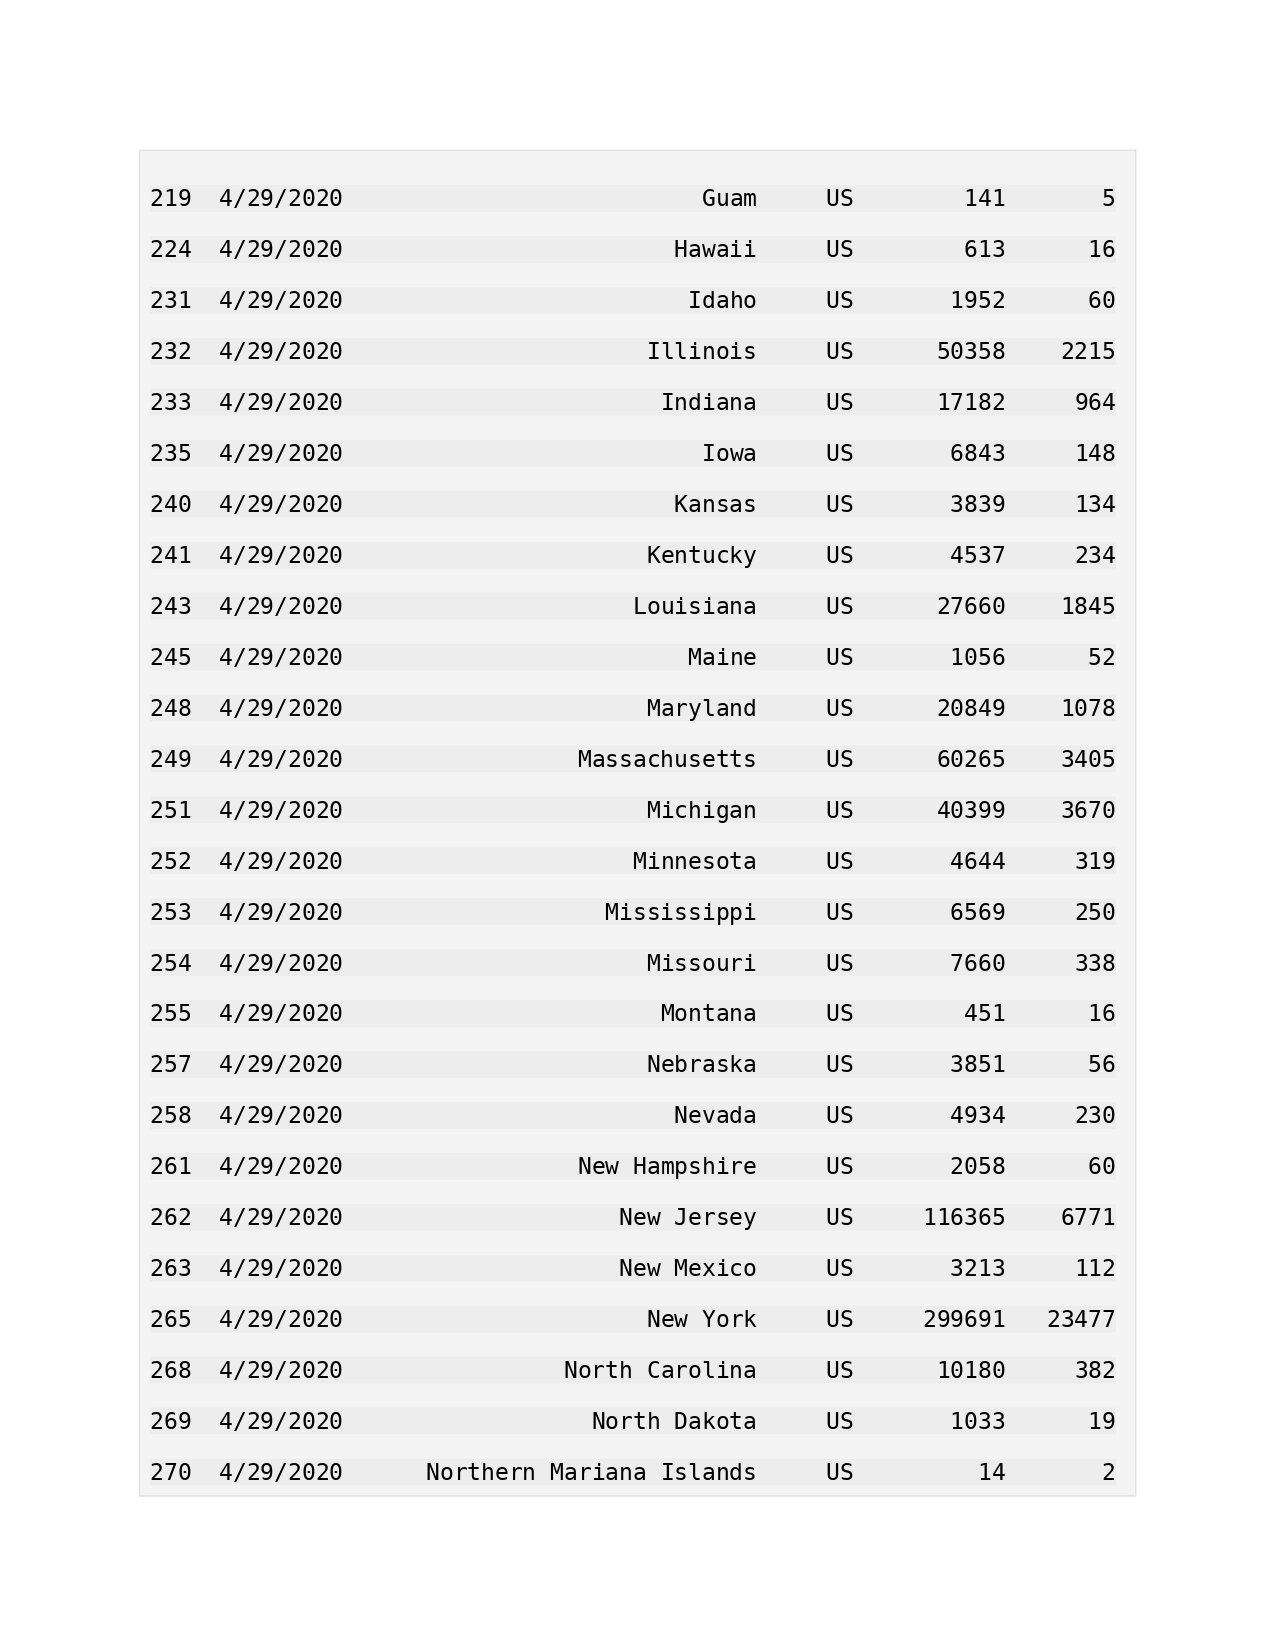 219 4/29/2020 Guam US 141 5
224 4/29/2020 Hawaii US 613 16
231 4/29/2020 Idaho US 1952 60
232 4/29/2020 Illinois US 50358 2215
233 4/29/2020 Indiana US 17182 964
235 4/29/2020 Iowa US 6843 148
240 4/29/2020 Kansas US 3839 134
241 4/29/2020 Kentucky US 4537 234
243 4/29/2020 Louisiana US 27660 1845
245 4/29/2020 Maine US 1056 52
248 4/29/2020 Maryland US 20849 1078
249 4/29/2020 Massachusetts US 60265 3405
251 4/29/2020 Michigan US 40399 3670
252 4/29/2020 Minnesota US 4644 319
253 4/29/2020 Mississippi US 6569 250
254 4/29/2020 Missouri US 7660 338
255 4/29/2020 Montana US 451 16
257 4/29/2020 Nebraska US 3851 56
258 4/29/2020 Nevada US 4934 230
261 4/29/2020 New Hampshire US 2058 60
262 4/29/2020 New Jersey US 116365 6771
263 4/29/2020 New Mexico US 3213 112
265 4/29/2020 New York US 299691 23477
268 4/29/2020 North Carolina US 10180 382
269 4/29/2020 North Dakota US 1033 19
270 4/29/2020 Northern Mariana Islands US 14 2